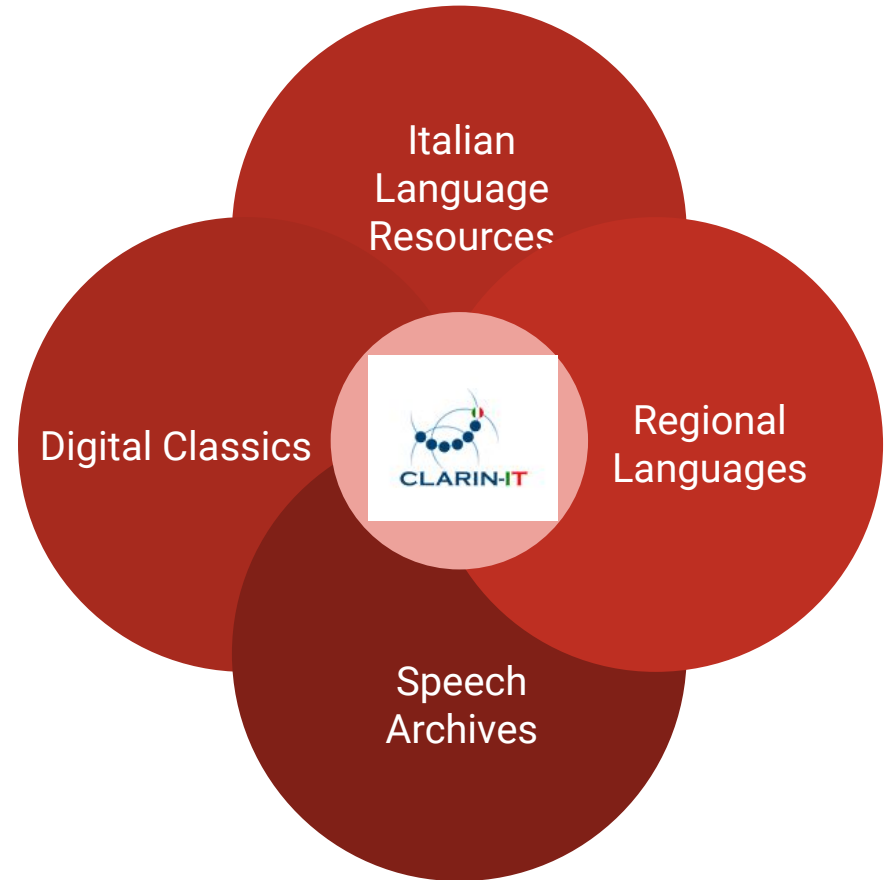 Italian
Language
Resources
Digital Classics
CLARIN-IT
Regional
Languages
Speech
Archives